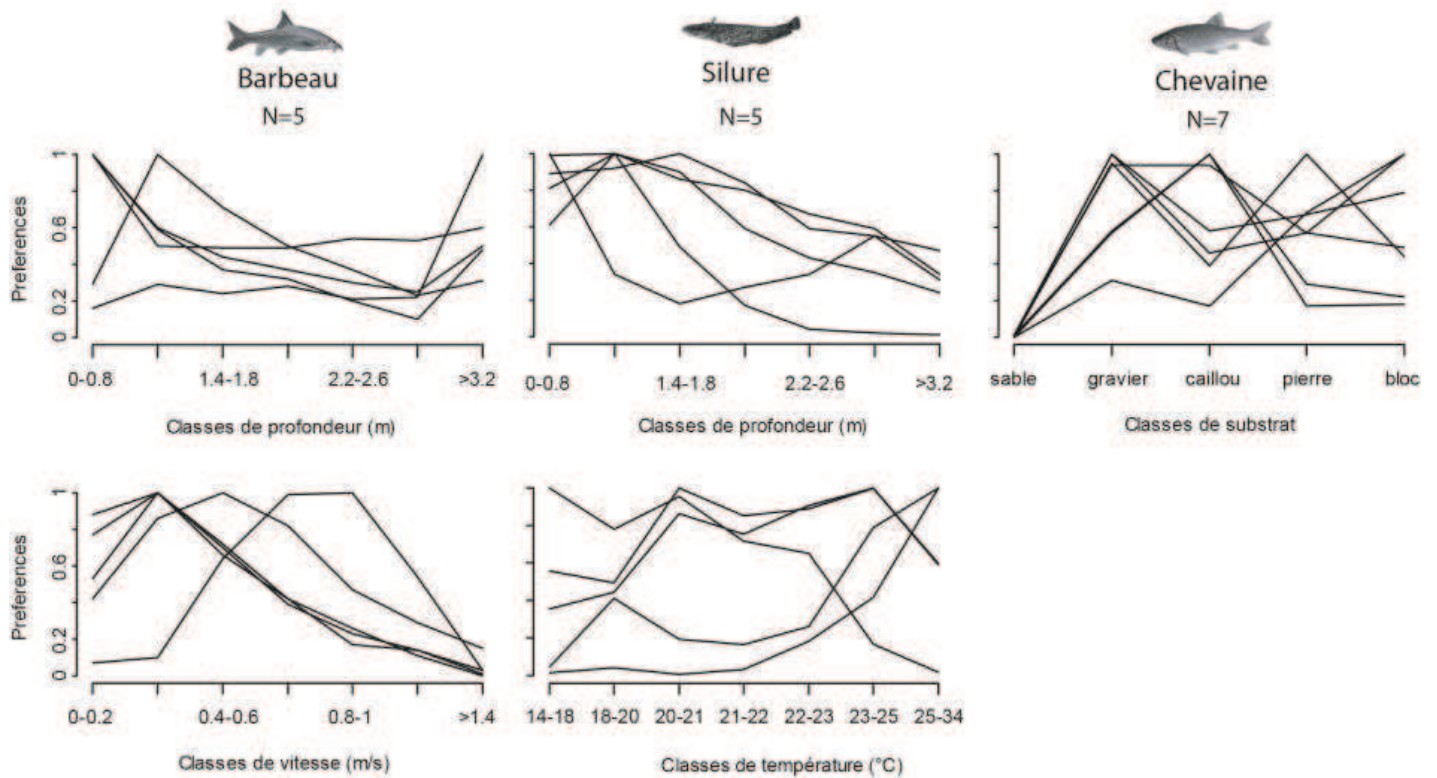 Barbeau
N=5
Silure
N=5
Chevaine
N=7
Préferences
1
0.6
0.2
0
0-0.8
1.4-1.8
2.2-2.6
>3.2
Classes de profondeur (m)
0-0.8
1.4-1.8
2.2-2.6
>3.2
Classes de profondeur (m)
sable
gravier
caillou
pierre
bloc
Classes de substrat
Préferences
1
0.6
0.2
0
0-0.2
0.4-0.6
0.8-1
>1.4
Classes de vitesse (m/s)
14-18
18-20
20-21
21-22
22-23
23-25
25-34
Classes de température (°C)